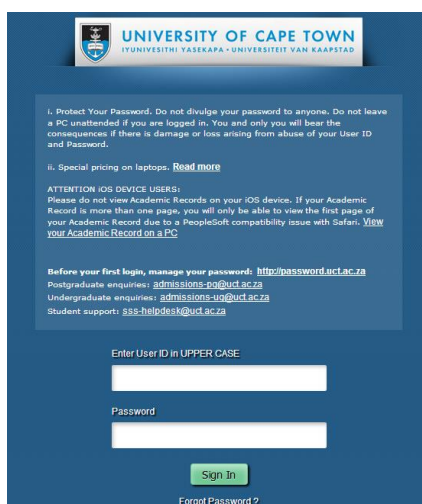 UNIVERSITY OF CAPE TOWN
IYUNIVESITHI YASEKAPA • UNIVERSITEIT VAN KAAPSTAD
i. Protect Your Password. Do not divulge your password to anyone. Do not leave
a PC unattended if you are logged in. You and only you will bear the
consequences if there is damage or loss arising from abuse of your User ID
and Password.
ii. Special pricing on laptops. Read more
ATTENTION iOS DEVICE USERS:
Please do not view Academic Records on your iOS device. If your Academic
Record is more than one page, you will only be able to view the first page of
your Academic Record due to a PeopleSoft compatibility issue with Safari. View
your Academic Record on a PC
Before your first login, manage your password: http://password.uct.ac.za
Postgraduate enquiries: admissions-pg@uct.ac.za
Undergraduate enquiries: admissions-ug@uct.ac.za
Student support: sss-helpdesk@uct.ac.za
Enter User ID in UPPER CASE
Password
Sign In
Forgot Password ?